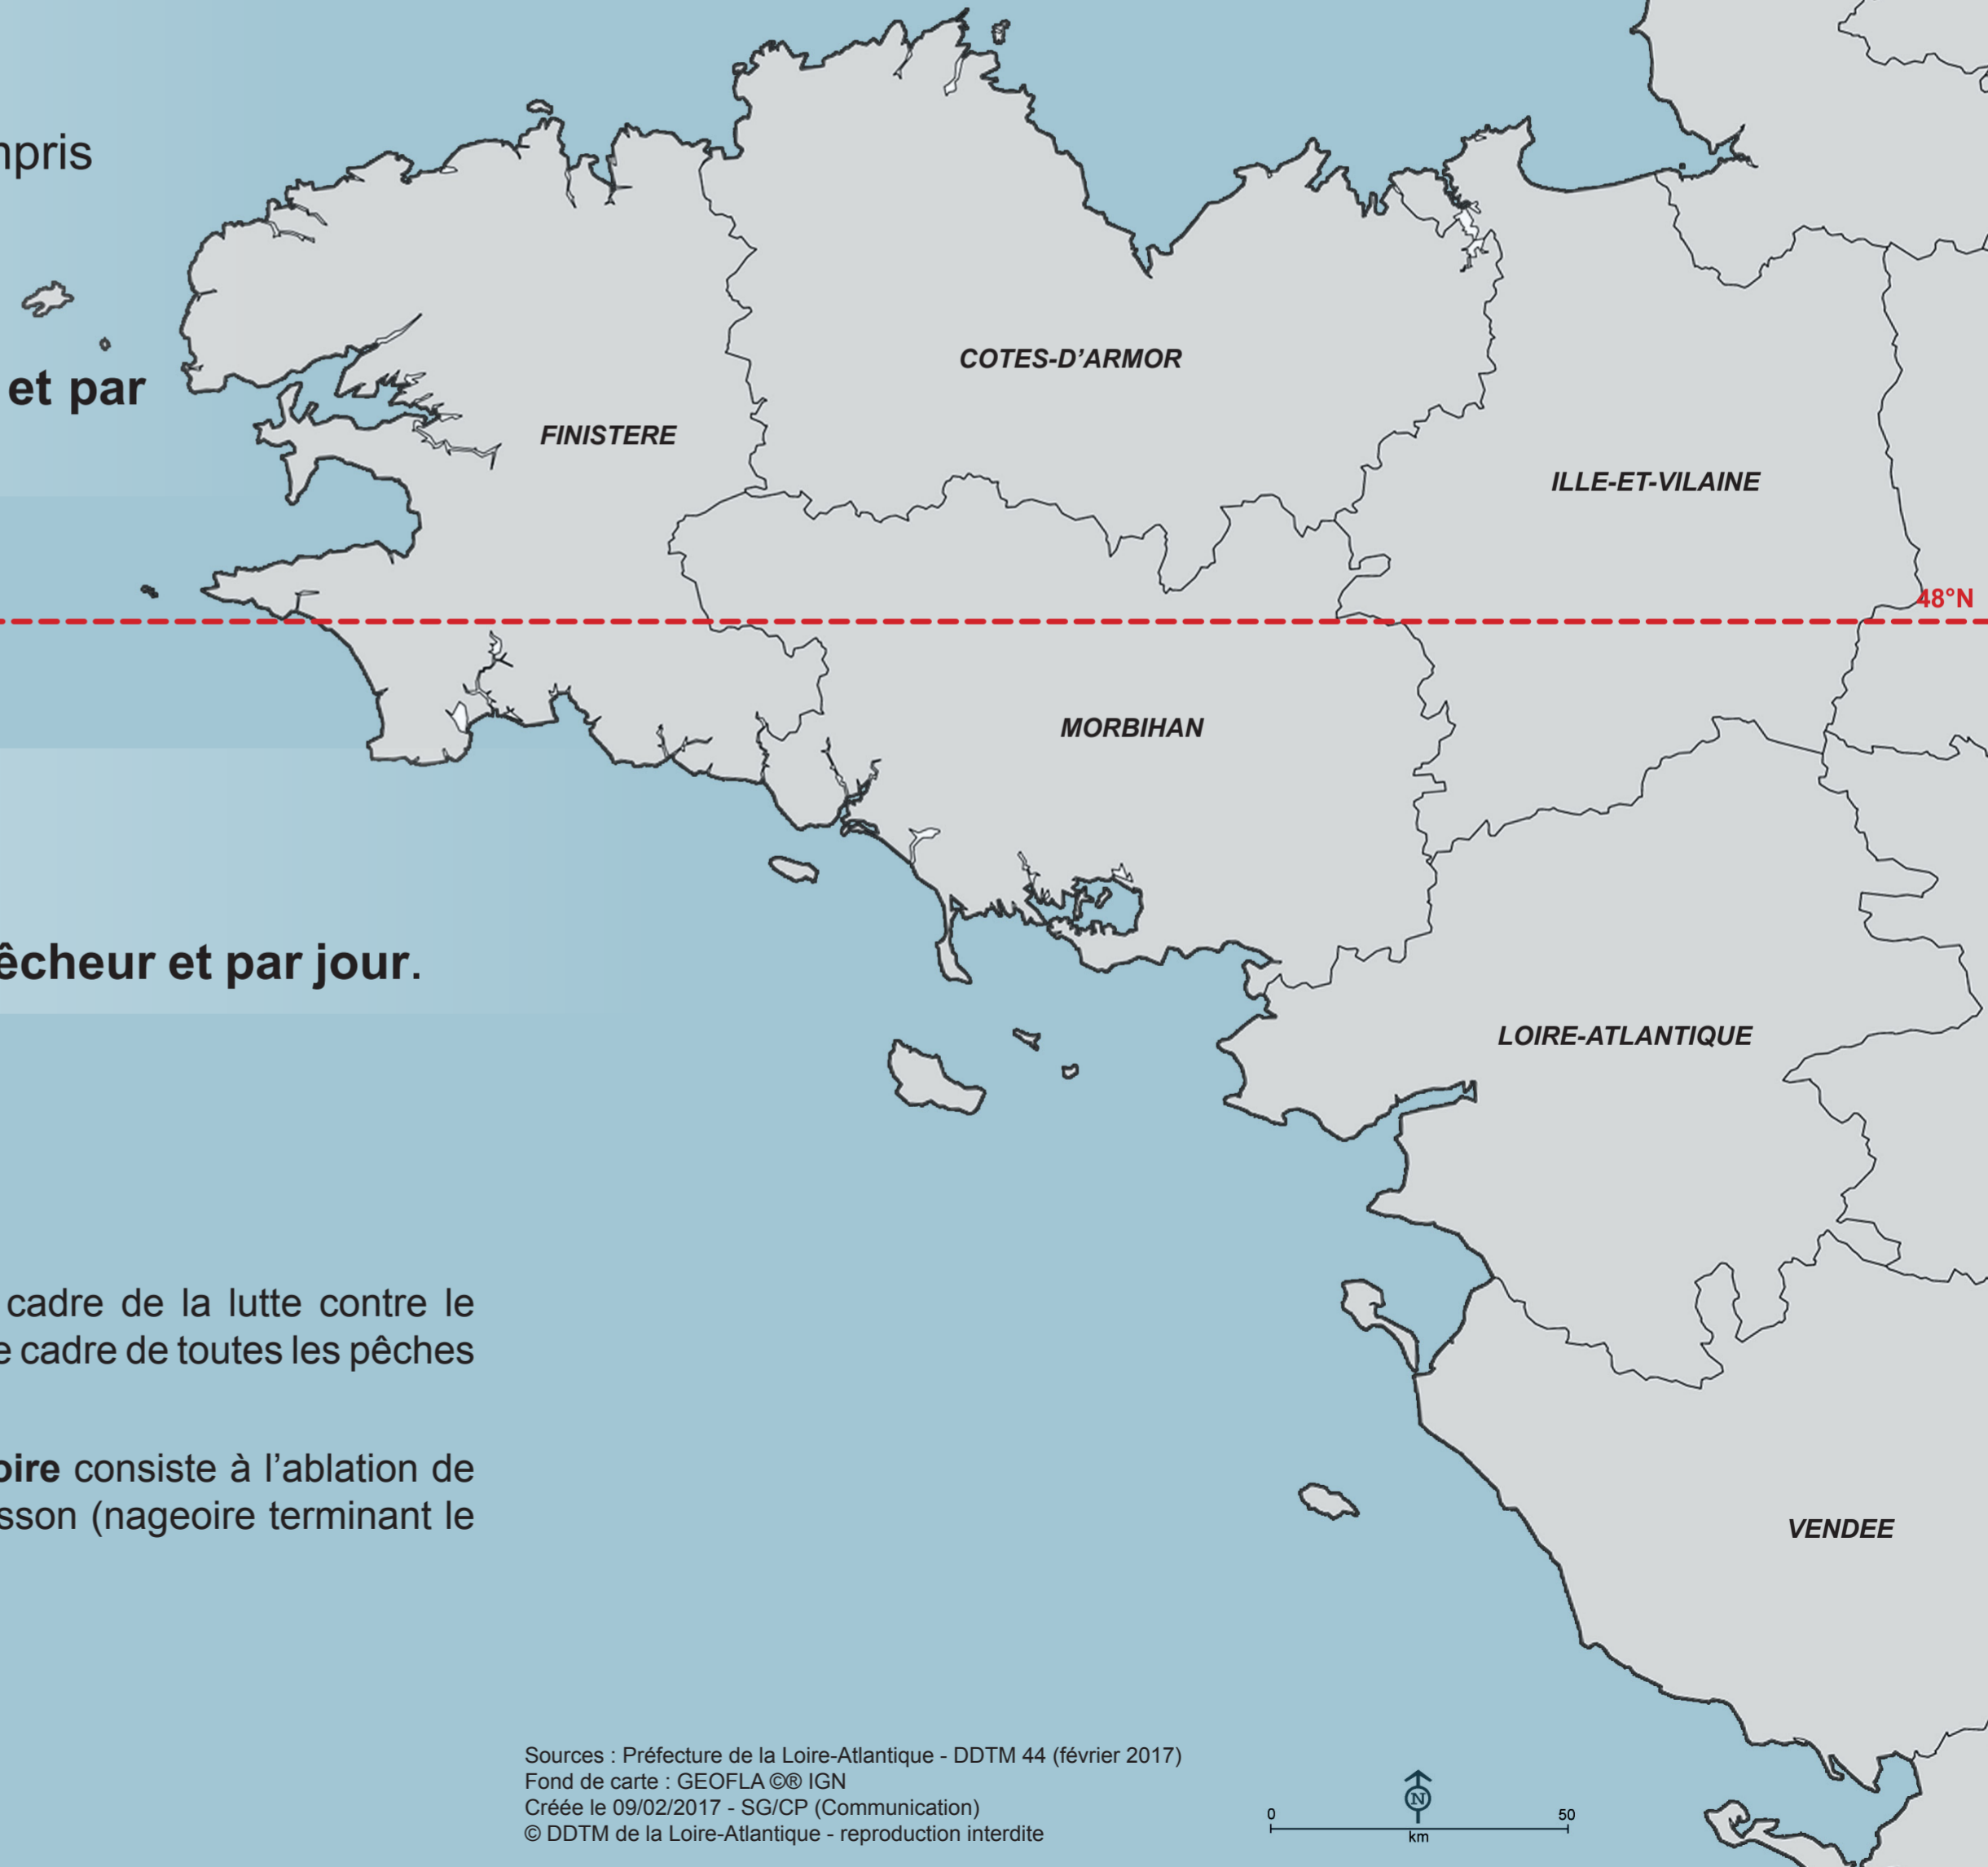 mpris
et par
COTES-D'ARMOR
FINISTERE
ILLE-ET-VILAINE
48°N
MORBIHAN
êcheur et par jour.
LOIRE-ATLANTIQUE
cadre de la lutte contre le
e cadre de toutes les pêches
oire consiste à l'ablation de
sson (nageoire terminant le
VENDEE
Sources : Préfecture de la Loire-Atlantique - DDTM 44 (février 2017)
Fond de carte : GEOFLA ©® IGN
Créée le 09/02/2017 - SG/CP (Communication)
© DDTM de la Loire-Atlantique - reproduction interdite
N
0 50
km